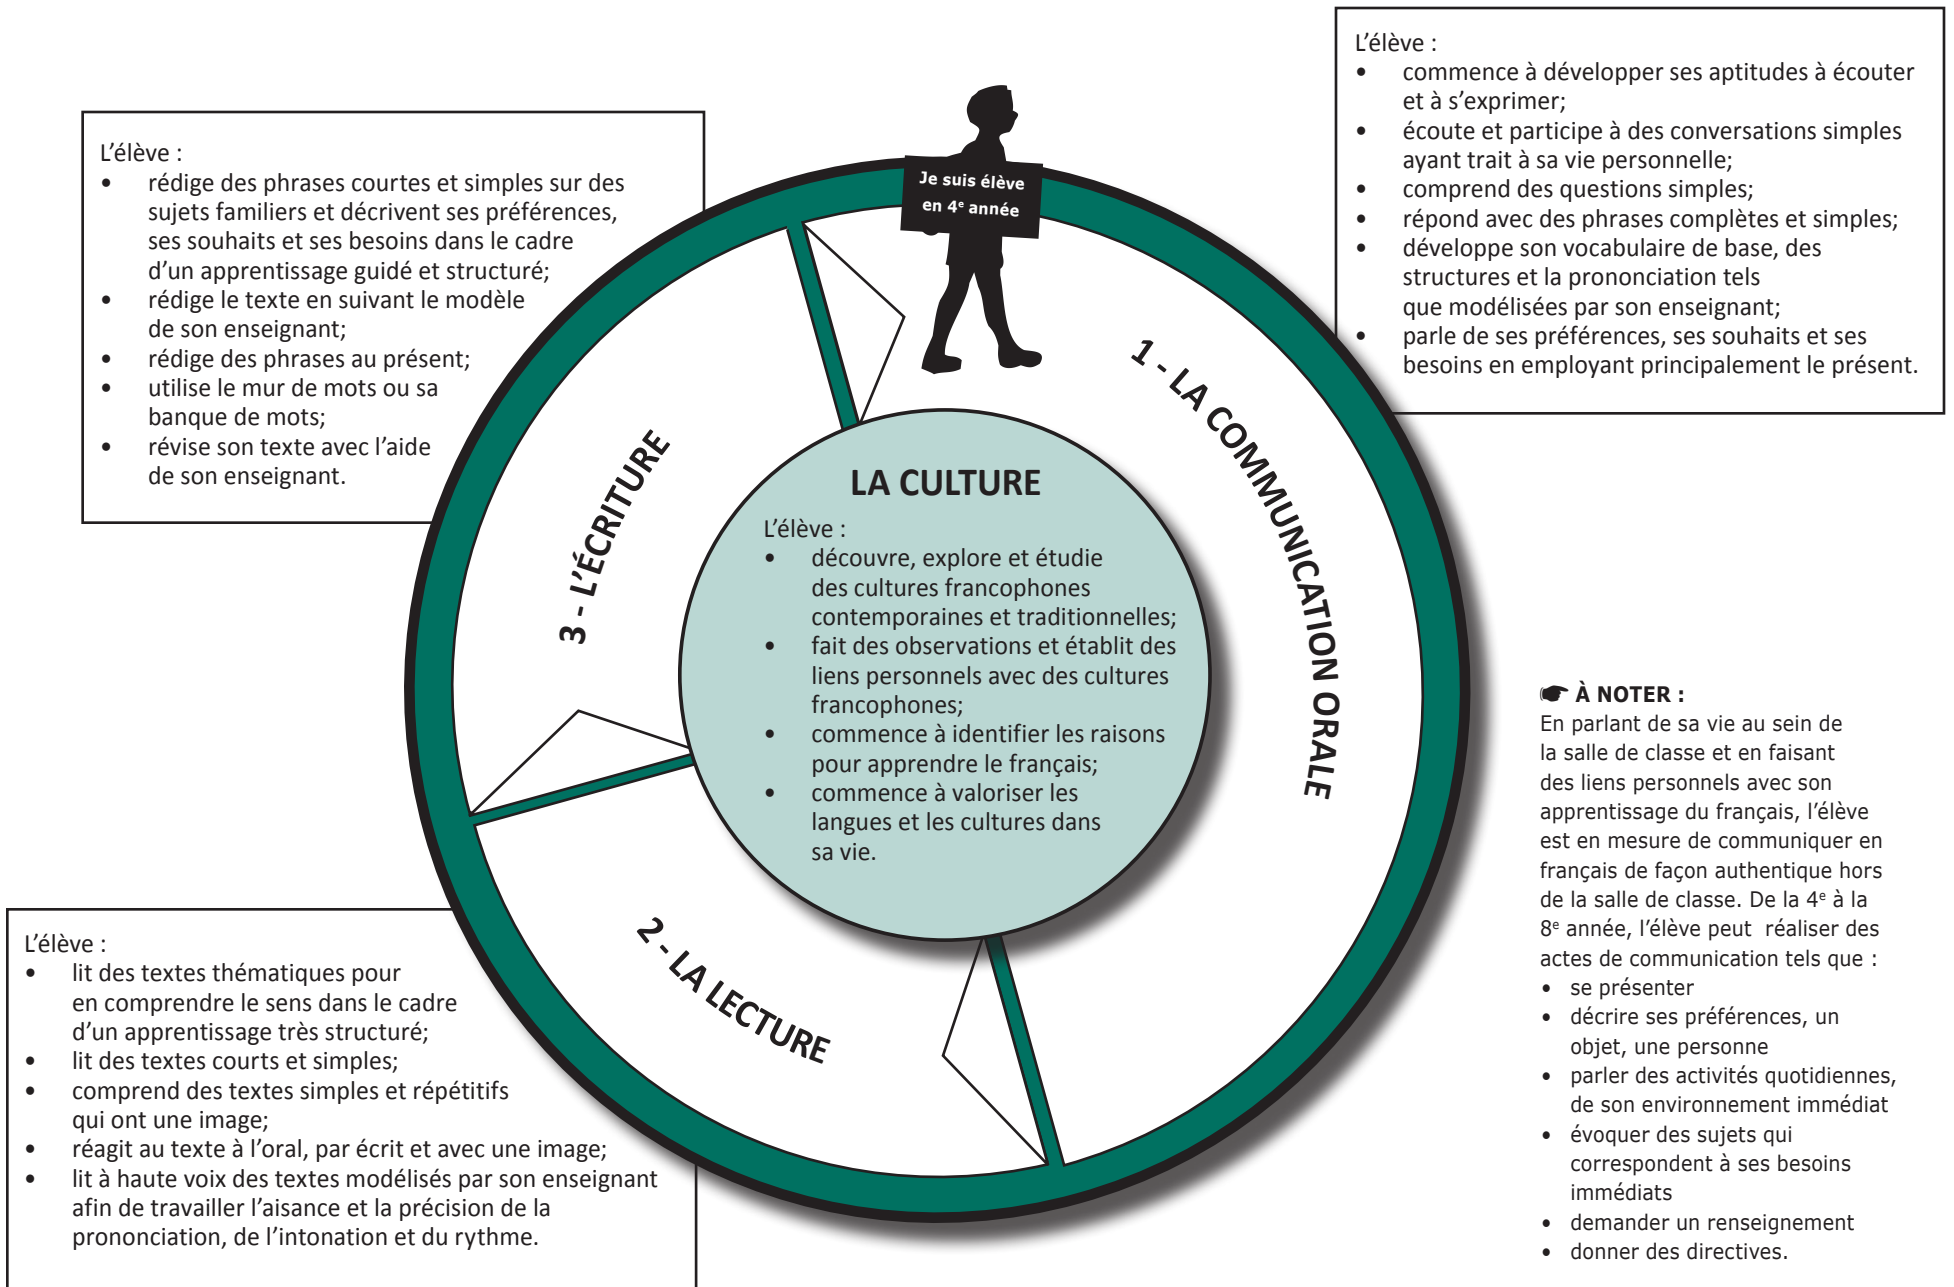 L’élève :
• rédige des phrases courtes et simples sur des
sujets familiers et décrivent ses préférences,
ses souhaits et ses besoins dans le cadre
d’un apprentissage guidé et structuré;
• rédige le texte en suivant le modèle
de son enseignant;
• rédige des phrases au présent;
• utilise le mur de mots ou sa
banque de mots;
• révise son texte avec l’aide
de son enseignant.
Je suis élève
en 4e année
L’élève :
• commence à développer ses aptitudes à écouter
et à s’exprimer;
• écoute et participe à des conversations simples
ayant trait à sa vie personnelle;
• comprend des questions simples;
• répond avec des phrases complètes et simples;
• développe son vocabulaire de base, des
structures et la prononciation tels
que modélisées par son enseignant;
• parle de ses préférences, ses souhaits et ses
besoins en employant principalement le présent.
1 - LA COMMUNICATION ORALE
3 - L’ÉCRITURE
2 - LA LECTURE
LA CULTURE
L’élève :
• découvre, explore et étudie
des cultures francophones
contemporaines et traditionnelles;
• fait des observations et établit des
liens personnels avec des cultures
francophones;
• commence à identifier les raisons
pour apprendre le français;
• commence à valoriser les
langues et les cultures dans
sa vie.
L’élève :
• lit des textes thématiques pour
en comprendre le sens dans le cadre
d’un apprentissage très structuré;
• lit des textes courts et simples;
• comprend des textes simples et répétitifs
qui ont une image;
• réagit au texte à l’oral, par écrit et avec une image;
• lit à haute voix des textes modélisés par son enseignant
afin de travailler l’aisance et la précision de la
prononciation, de l’intonation et du rythme.
☛ À NOTER :
En parlant de sa vie au sein de
la salle de classe et en faisant
des liens personnels avec son
apprentissage du français, l’élève
est en mesure de communiquer en
français de façon authentique hors
de la salle de classe. De la 4e à la
8e année, l’élève peut réaliser des
actes de communication tels que :
• se présenter
• décrire ses préférences, un
objet, une personne
• parler des activités quotidiennes,
de son environnement immédiat
• évoquer des sujets qui
correspondent à ses besoins
immédiats
• demander un renseignement
• donner des directives.